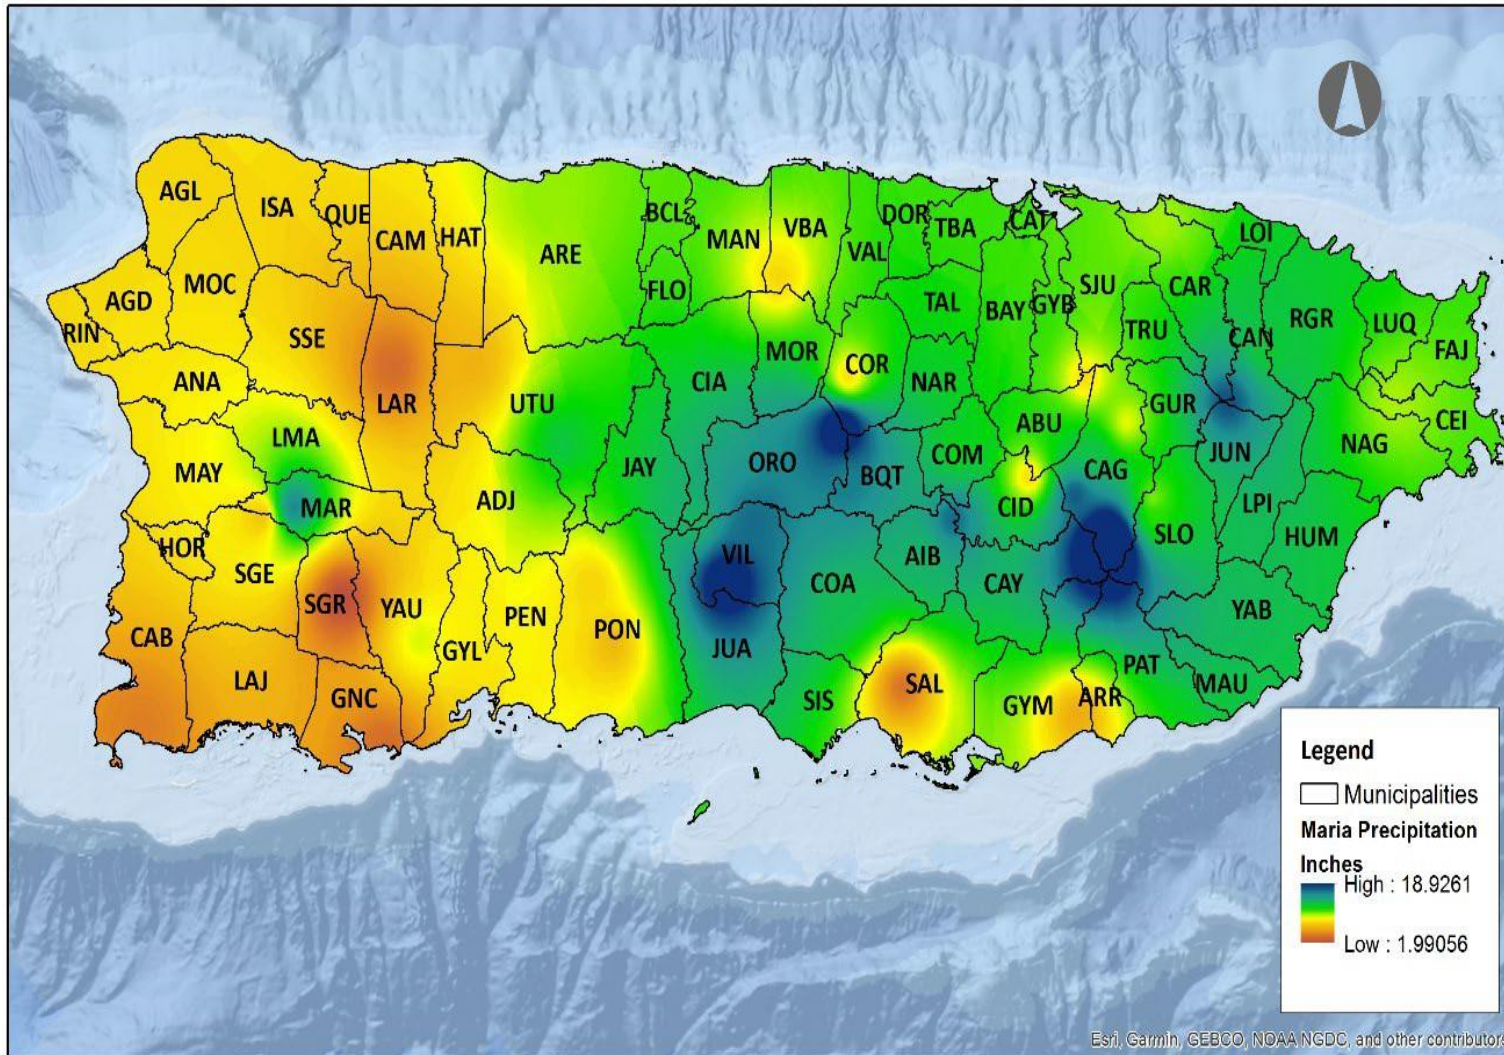 AGL
ISA
QUE
CAM
HAT
ARE
BCL
MAN
VBA
VAL
DOR
TBA
CAT
SJU
CAR
LOI
MOC
AGD
RIN
FLO
TAL
BAY
GYB
TRU
CAN
RGR
LUQ
FAJ
SSE
ANA
LAR
UTU
CIA
MOR
COR
NAR
GUR
CEI
LMA
MAY
MAR
ADJ
JAY
ORO
BQT
COM
ABU
CAG
JUN
NAG
HOR
SGE
CID
SLO
LPI
HUM
SGR
YAU
VIL
AIB
CAB
GYL
PEN
PON
COA
CAY
YAB
LAJ
GNC
JUA
SIS
SAL
GYM
ARR
PAT
MAU
Legend
Municipalities
Maria Precipitation
Inches
High : 18.9261
Low : 1.99056
Esri, Garmin, GEBCO, NOAA NGDC, and other contributors